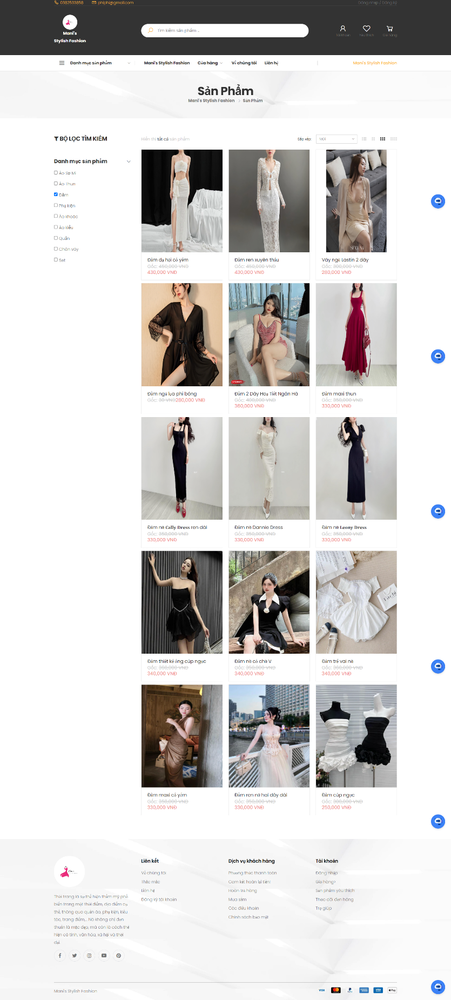 0382533858
phiphi@gmail.com
Đăng nhập / Đăng ký
Mani's
Stylish Fashion
Tìm kiếm sản phẩm ...
Tài khoản
Yêu thích
Giỏ hàng
Danh mục sản phẩm
Mani's Stylish Fashion
Cửa hàng
Về chúng tôi
Liên hệ
Mani's Stylish Fashion
Sản Phẩm
Mani's Stylish Fashion
Sản Phẩm
BỘ LỌC TÌM KIẾM
Hiển thị tất cả sản phẩm
Sắp xếp:
Mới
Danh mục sản phẩm
Áo Sơ Mi
Áo Thun
Đầm
Phụ kiện
Áo khoác
Áo kiểu
Quần
Chân váy
Set
Đầm dạ hội cổ yếm
Gốc: 450,000 VNĐ
430,000 VNĐ
Đầm ren xuyên thấu
Gốc: 450,000 VNĐ
430,000 VNĐ
SEXY
Váy ngủ Lastin 2 dây
Gốc: 300,000 VNĐ
280,000 VNĐ
Đầm ngủ lụa phi bóng
Gốc: 30 VNĐ280,000 VNĐ
Đầm 2 Dây Hoạ Tiết Ngân Hà
Gốc: 400,000 VNĐ
360,000 VNĐ
Đầm maxi thun
Gốc: 350,000 VNĐ
330,000 VNĐ
Đầm nữ Cally Dress ren dài
Gốc: 350,000 VNĐ
330,000 VNĐ
Đầm nữ Dannie Dress
Gốc: 350,000 VNĐ
330,000 VNĐ
Đầm nữ Leony Dress
Gốc: 350,000 VNĐ
330,000 VNĐ
Đầm thiết kế ống cúp ngực
Gốc: 360,000 VNĐ
340,000 VNĐ
Đầm nữ cổ chữ V
Gốc: 350,000 VNĐ
340,000 VNĐ
Tachi
Đầm trễ vai nữ
Gốc: 360,000 VNĐ
340,000 VNĐ
Đầm maxi cổ yếm
Gốc: 350,000 VNĐ
330,000 VNĐ
Đầm ren nữ hai dây dài
Gốc: 350,000 VNĐ
330,000 VNĐ
Đầm cúp ngực
Gốc: 300,000 VNĐ
250,000 VNĐ
Thời trang là sự thể hiện thẩm mỹ phổ
biến trong một thời điểm, địa điểm cụ
thể, thông qua quần áo, phụ kiện, kiểu
tóc, trang điểm,... Nó không chỉ đơn
thuần là mặc đẹp, mà còn là cách thể
hiện cá tính, văn hóa, xã hội và thời
đại.
Liên kết
Về chúng tôi
Thắc mắc
Liên hệ
Đăng ký tài khoản
Dịch vụ khách hàng
Phương thức thanh toán
Cam kết hoàn lại tiền!
Hoàn trả hàng
Mua sắm
Các điều khoản
Chính sách bảo mật
Tài khoản
Đăng nhập
Giỏ hàng>
Sản phẩm yêu thích
Theo dõi đơn hàng
Trợ giúp
Mani's Stylish Fashion
VISA
PayPal
VISA
Pay